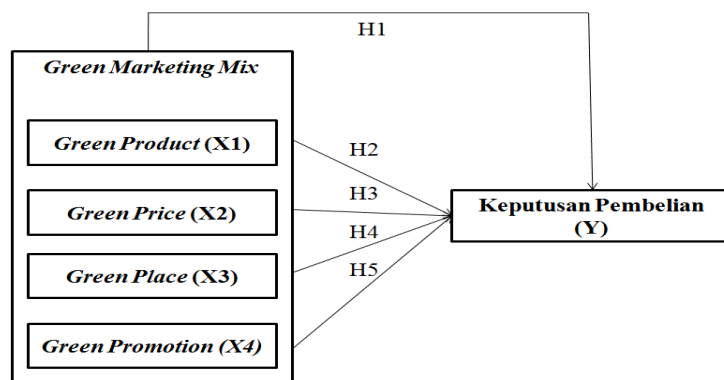 H1
Green Marketing Mix
Green Product (X1)
H2
H3
Green Price (X2)
Keputusan Pembelian
(Y)
H4
Green Place (X3)
H5
Green Promotion (X4)